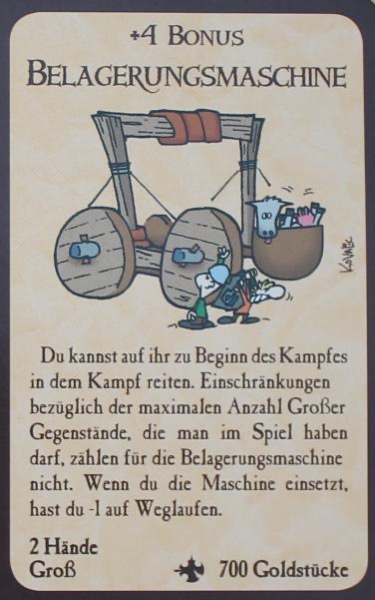 +4 Bonus
Belagerungsmaschine
Kovalic
Du kannst auf ihr zu Beginn des Kampfes
in dem Kampf reiten. Einschränkungen
bezüglich der maximalen Anzahl Großer
Gegenstände, die man im Spiel haben
darf, zählen für die Belagerungsmaschine
nicht. Wenn du die Maschine einsetzt,
hast du -1 auf Weglaufen.
2 Hände
Groß 700 Goldstücke